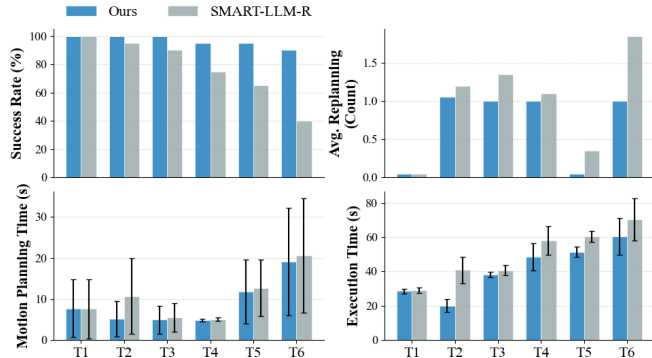 Ours SMART-LLM-R
Success Rate (%)
100
80
60
40
20
0
Avg. Replanning
(Count)
1.5
1.0
0.5
0.0
Motion Planning Time (s)
30
20
10
0
T1 T2 T3 T4 T5 T6
Execution Time (s)
80
60
40
20
0
T1 T2 T3 T4 T5 T6